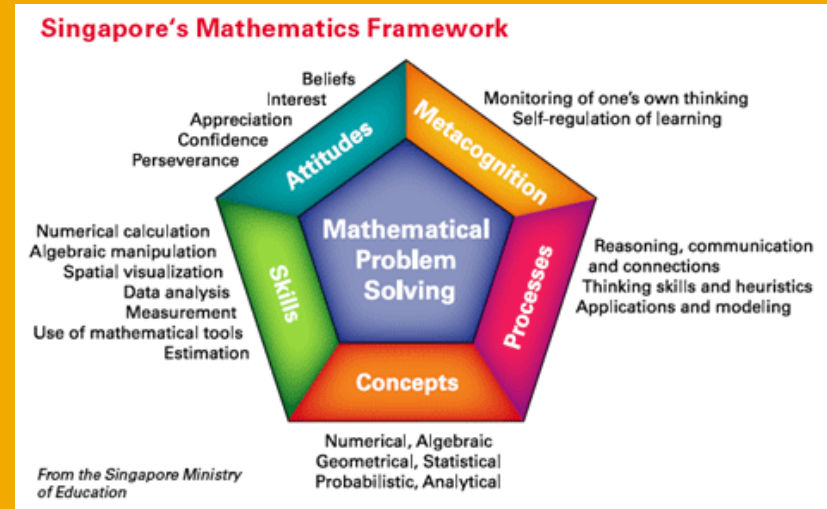 Singapore's Mathematics Framework
Beliefs
Interest
Appreciation
Confidence
Perseverance
Attitudes
Metacognition
Monitoring of one's own thinking
Self-regulation of learning
Numerical calculation
Algebraic manipulation
Spatial visualization
Data analysis
Measurement
Use of mathematical tools
Estimation
Skills
Mathematical
Problem
Solving
Processes
Reasoning, communication
and connections
Thinking skills and heuristics
Applications and modeling
Concepts
Numerical, Algebraic
Geometrical, Statistical
Probabilistic, Analytical
From the Singapore Ministry
of Education